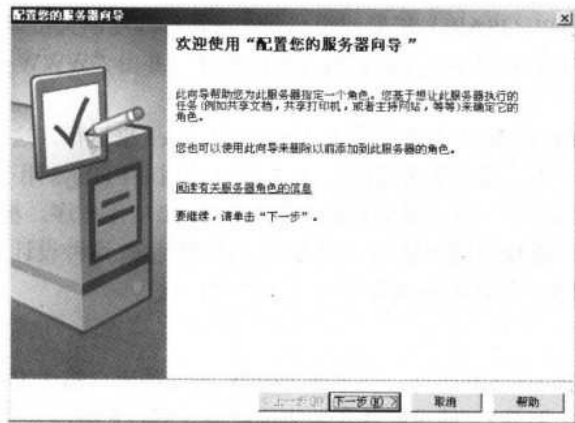 配置您的服务器向导
欢迎使用“配置您的服务器向导”
此向导帮助您为此服务器指定一个角色。您基于想让此服务器执行的
任务(例如共享文档，共享打印机，或者主持网站，等等)来确定它的
角色。
您也可以使用此向导来删除以前添加到此服务器的角色。
阅读有关服务器角色的信息
要继续，请单击“下一步”。
< 上一步(B) 下一步(N) > 取消 帮助